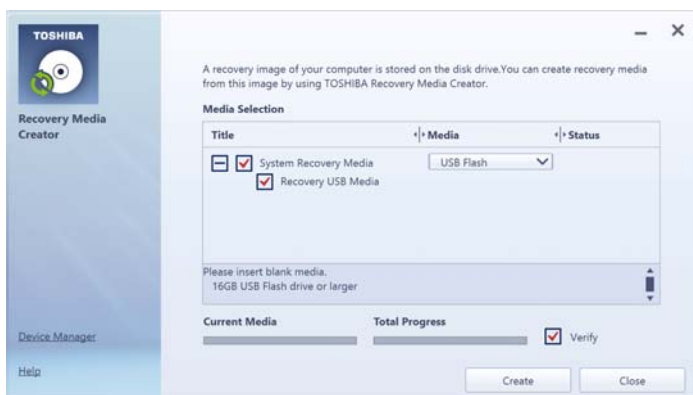 TOSHIBA
Recovery Media
Creator
A recovery image of your computer is stored on the disk drive.You can create recovery media
from this image by using TOSHIBA Recovery Media Creator.
Media Selection
Title Media Status
System Recovery Media USB Flash
Recovery USB Media
Please insert blank media.
16GB USB Flash drive or larger
Current Media Total Progress
Verify
Device Manager
Help
Create Close